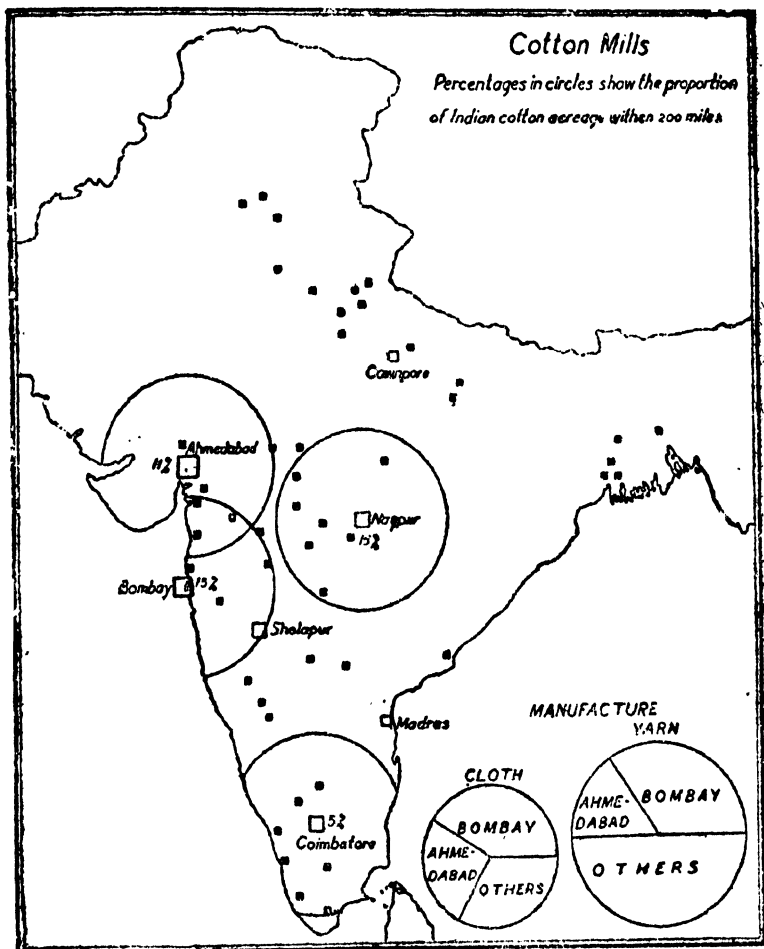 Cotton Mills
Percentages in circles show the proportion
of Indian cotton acreage within 200 miles
Cawnpore
Ahmedabad
11%
Nagpur
15%
Bombay
15%
Sholapur
Madras
MANUFACTURE
YARN
CLOTH
AHME-
DABAD
BOMBAY
OTHERS
BOMBAY
AHME-
DABAD
OTHERS
5%
Coimbatore